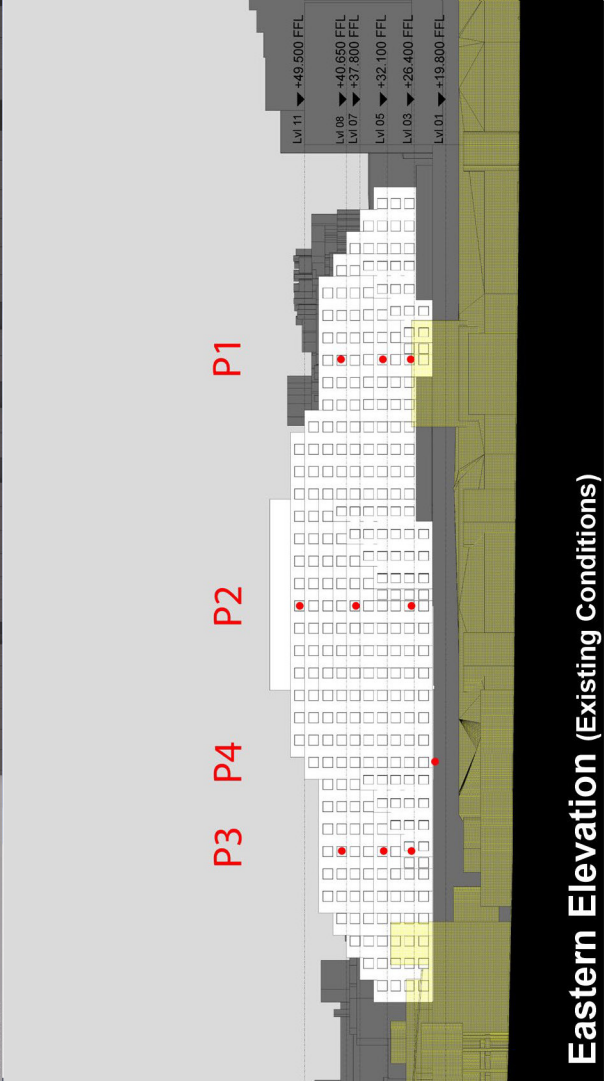 Lvl 11 +49.500 FFL
Lvl 08 +40.650 FFL
Lvl 07 +37.800 FFL
Lvl 05 +32.100 FFL
Lvl 03 +26.400 FFL
Lvl 01 +19.800 FFL
P3 P4 P2 P1
Eastern Elevation (Existing Conditions)